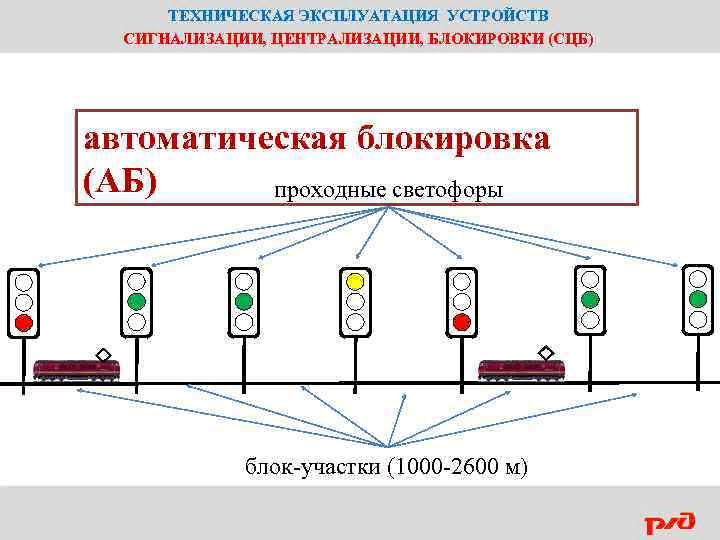 ТЕХНИЧЕСКАЯ ЭКСПЛУАТАЦИЯ УСТРОЙСТВ
СИГНАЛИЗАЦИИ, ЦЕНТРАЛИЗАЦИИ, БЛОКИРОВКИ (СЦБ)
автоматическая блокировка
(АБ)
проходные светофоры
блок-участки (1000-2600 м)
ржд